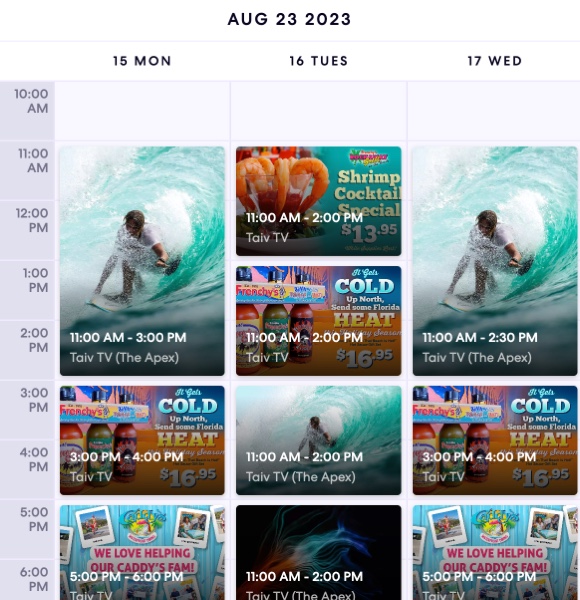 AUG 23 2023
15 MON
16 TUES
17 WED
10:00
AM
11:00
AM
12:00
PM
1:00
PM
2:00
PM
3:00
PM
4:00
PM
5:00
PM
6:00
PM
11:00 AM - 3:00 PM
Taiv TV (The Apex)
It Gets
COLD
Up North,
Send some Florida
HEAT
3:00 PM - 4:00 PM
Taiv TV
$16.95
WE LOVE HELPING
OUR CADDY'S FAM!
5:00 PM - 6:00 PM
Taiv TV
Shrimp
Cocktail
Special
11:00 AM - 2:00 PM
$13.95
Taiv TV
Frenchy's
It Gets
COLD
Up North,
Send some Florida
HEAT
11:00 AM - 2:00 PM
Taiv TV
$16.95
11:00 AM - 2:00 PM
Taiv TV (The Apex)
11:00 AM - 2:00 PM
Taiv TV
11:00 AM - 2:30 PM
Taiv TV (The Apex)
It Gets
COLD
Up North,
Send some Florida
HEAT
3:00 PM - 4:00 PM
Taiv TV
$16.95
WE LOVE HELPING
OUR CADDY'S FAM!
5:00 PM - 6:00 PM
Taiv TV